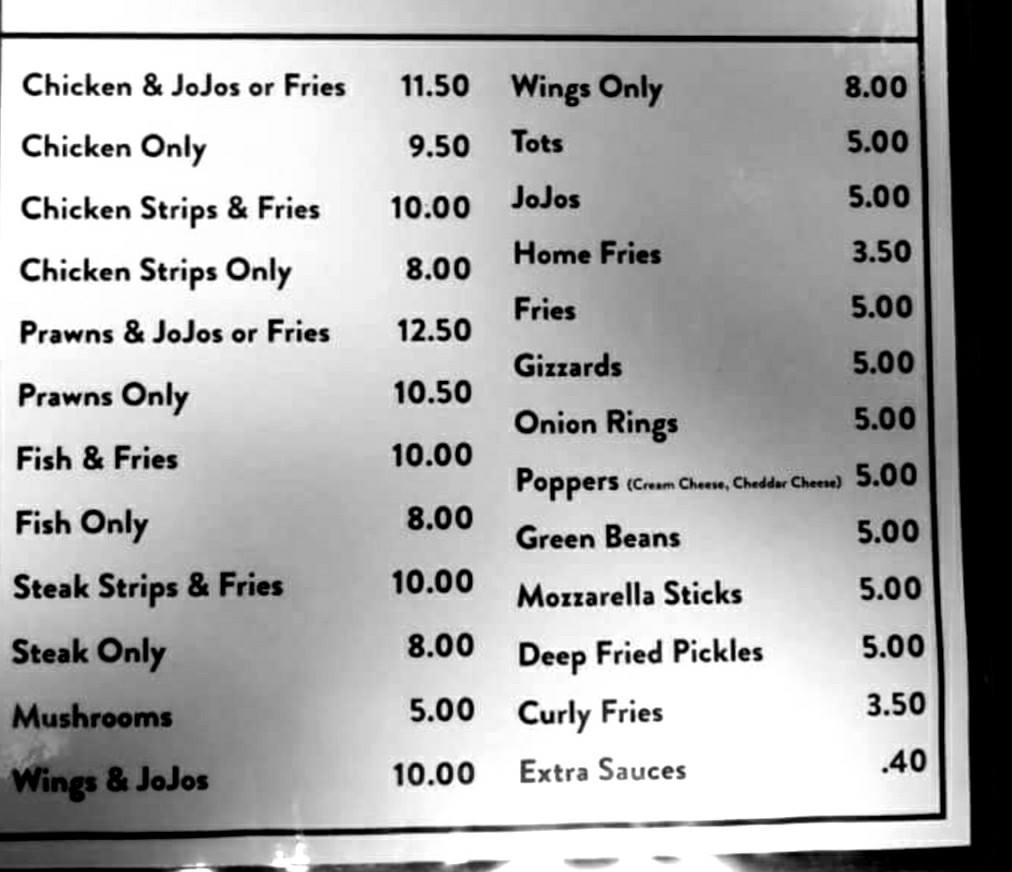 Chicken & JoJos or Fries 11.50
Chicken Only 9.50
Chicken Strips & Fries 10.00
Chicken Strips Only 8.00
Prawns & JoJos or Fries 12.50
Prawns Only 10.50
Fish & Fries 10.00
Fish Only 8.00
Steak Strips & Fries 10.00
Steak Only 8.00
Mushrooms 5.00
Wings & JoJos 10.00
Wings Only 8.00
Tots 5.00
JoJos 5.00
Home Fries 3.50
Fries 5.00
Gizzards 5.00
Onion Rings 5.00
Poppers (Cream Cheese, Cheddar Cheese) 5.00
Green Beans 5.00
Mozzarella Sticks 5.00
Deep Fried Pickles 5.00
Curly Fries 3.50
Extra Sauces .40